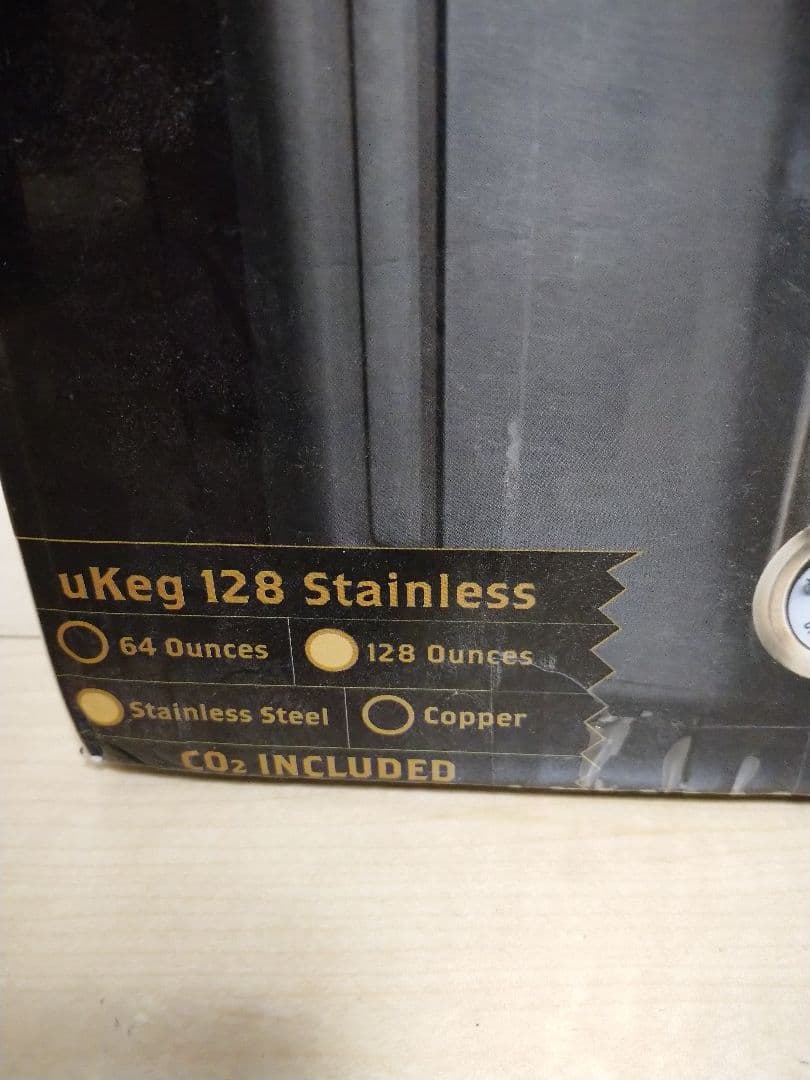 uKeg 128 Stainless
64 Ounces 128 Ounces
Stainless Steel Copper
CO2 INCLUDED